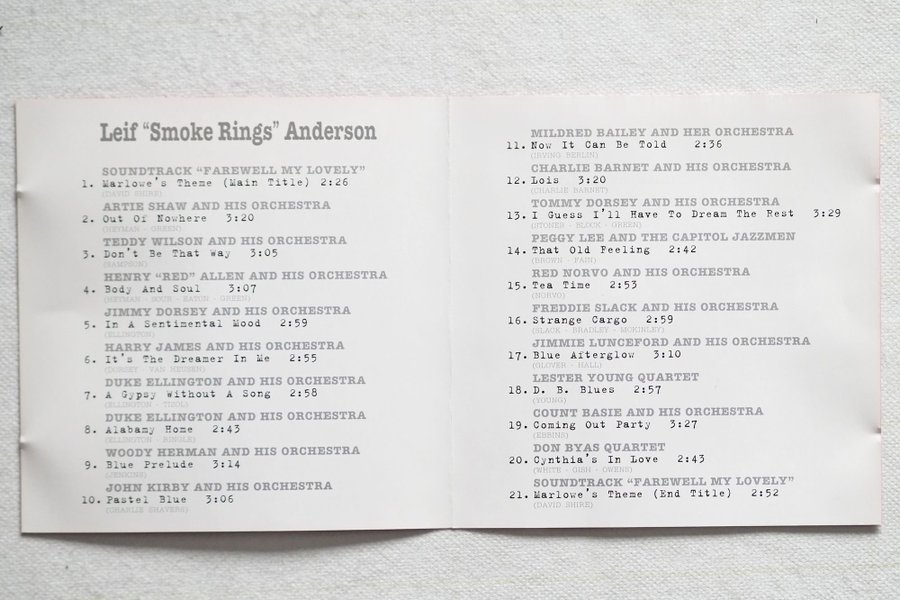 Leif “Smoke Rings” Anderson
SOUNDTRACK “FAREWELL MY LOVELY”
1. Marlowe's Theme (Main Title) 2:26
(DAVID SHIRE)
ARTIE SHAW AND HIS ORCHESTRA
2. Out Of Nowhere 3:20
(HEYMAN - GREEN)
TEDDY WILSON AND HIS ORCHESTRA
3. Don't Be That Way 3:05
(SAMPSON)
HENRY “RED” ALLEN AND HIS ORCHESTRA
4. Body And Soul 3:07
(HEYMAN - SOUR - EATON - GREEN)
JIMMY DORSEY AND HIS ORCHESTRA
5. In A Sentimental Mood 2:59
(ELLINGTON)
HARRY JAMES AND HIS ORCHESTRA
6. It's The Dreamer In Me 2:55
(DORSEY - VAN HEUSEN)
DUKE ELLINGTON AND HIS ORCHESTRA
7. A Gypsy Without A Song 2:58
(ELLINGTON - TIZOL)
DUKE ELLINGTON AND HIS ORCHESTRA
8. Alabamy Home 2:43
(ELLINGTON - RINGLE)
WOODY HERMAN AND HIS ORCHESTRA
9. Blue Prelude 3:14
(JENKINS)
JOHN KIRBY AND HIS ORCHESTRA
10. Pastel Blue 3:06
(CHARLIE SHAVERS)
MILDRED BAILEY AND HER ORCHESTRA
11. Now It Can Be Told 2:36
(IRVING BERLIN)
CHARLIE BARNET AND HIS ORCHESTRA
12. Lois 3:20
(CHARLIE BARNET)
TOMMY DORSEY AND HIS ORCHESTRA
13. I Guess I'll Have To Dream The Rest 3:29
(STONER - BLOCK - GREEN)
PEGGY LEE AND THE CAPITOL JAZZMEN
14. That Old Feeling 2:42
(BROWN - FAIN)
RED NORVO AND HIS ORCHESTRA
15. Tea Time 2:53
(NORVO)
FREDDIE SLACK AND HIS ORCHESTRA
16. Strange Cargo 2:59
(SLACK - BRADLEY - MCKINLEY)
JIMMIE LUNCEFORD AND HIS ORCHESTRA
17. Blue Afterglow 3:10
(GLOVER - HALL)
LESTER YOUNG QUARTET
18. D. B. Blues 2:57
(YOUNG)
COUNT BASIE AND HIS ORCHESTRA
19. Coming Out Party 3:27
(EBBINS)
DON BYAS QUARTET
20. Cynthia's In Love 2:43
(WHITE - GISH - OWENS)
SOUNDTRACK “FAREWELL MY LOVELY”
21. Marlowe's Theme (End Title) 2:52
(DAVID SHIRE)